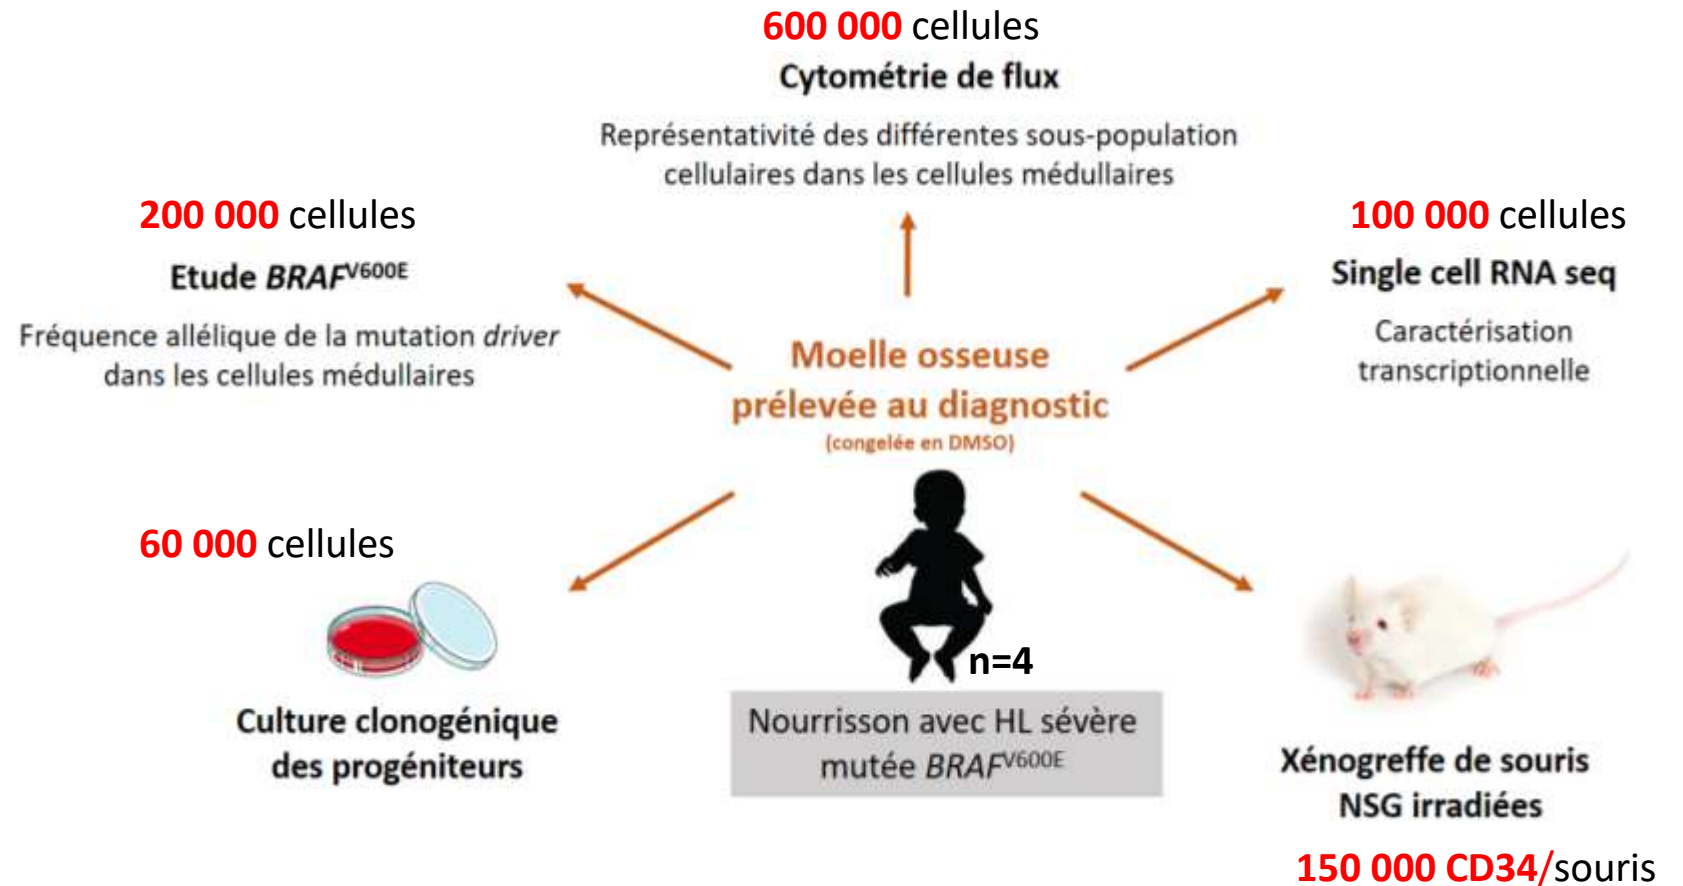 600 000 cellules
Cytométrie de flux
Représentativité des différentes sous-population
cellulaires dans les cellules médullaires
200 000 cellules
Etude BRAFV600E
Fréquence allélique de la mutation driver
dans les cellules médullaires
100 000 cellules
Single cell RNA seq
Caractérisation
transcriptionnelle
Moelle osseuse
prélevée au diagnostic
(congelée en DMSO)
60 000 cellules
Culture clonogénique
des progéniteurs
n=4
Nourrisson avec HL sévère
mutée BRAFV600E
Xénogreffe de souris
NSG irradiées
150 000 CD34/souris